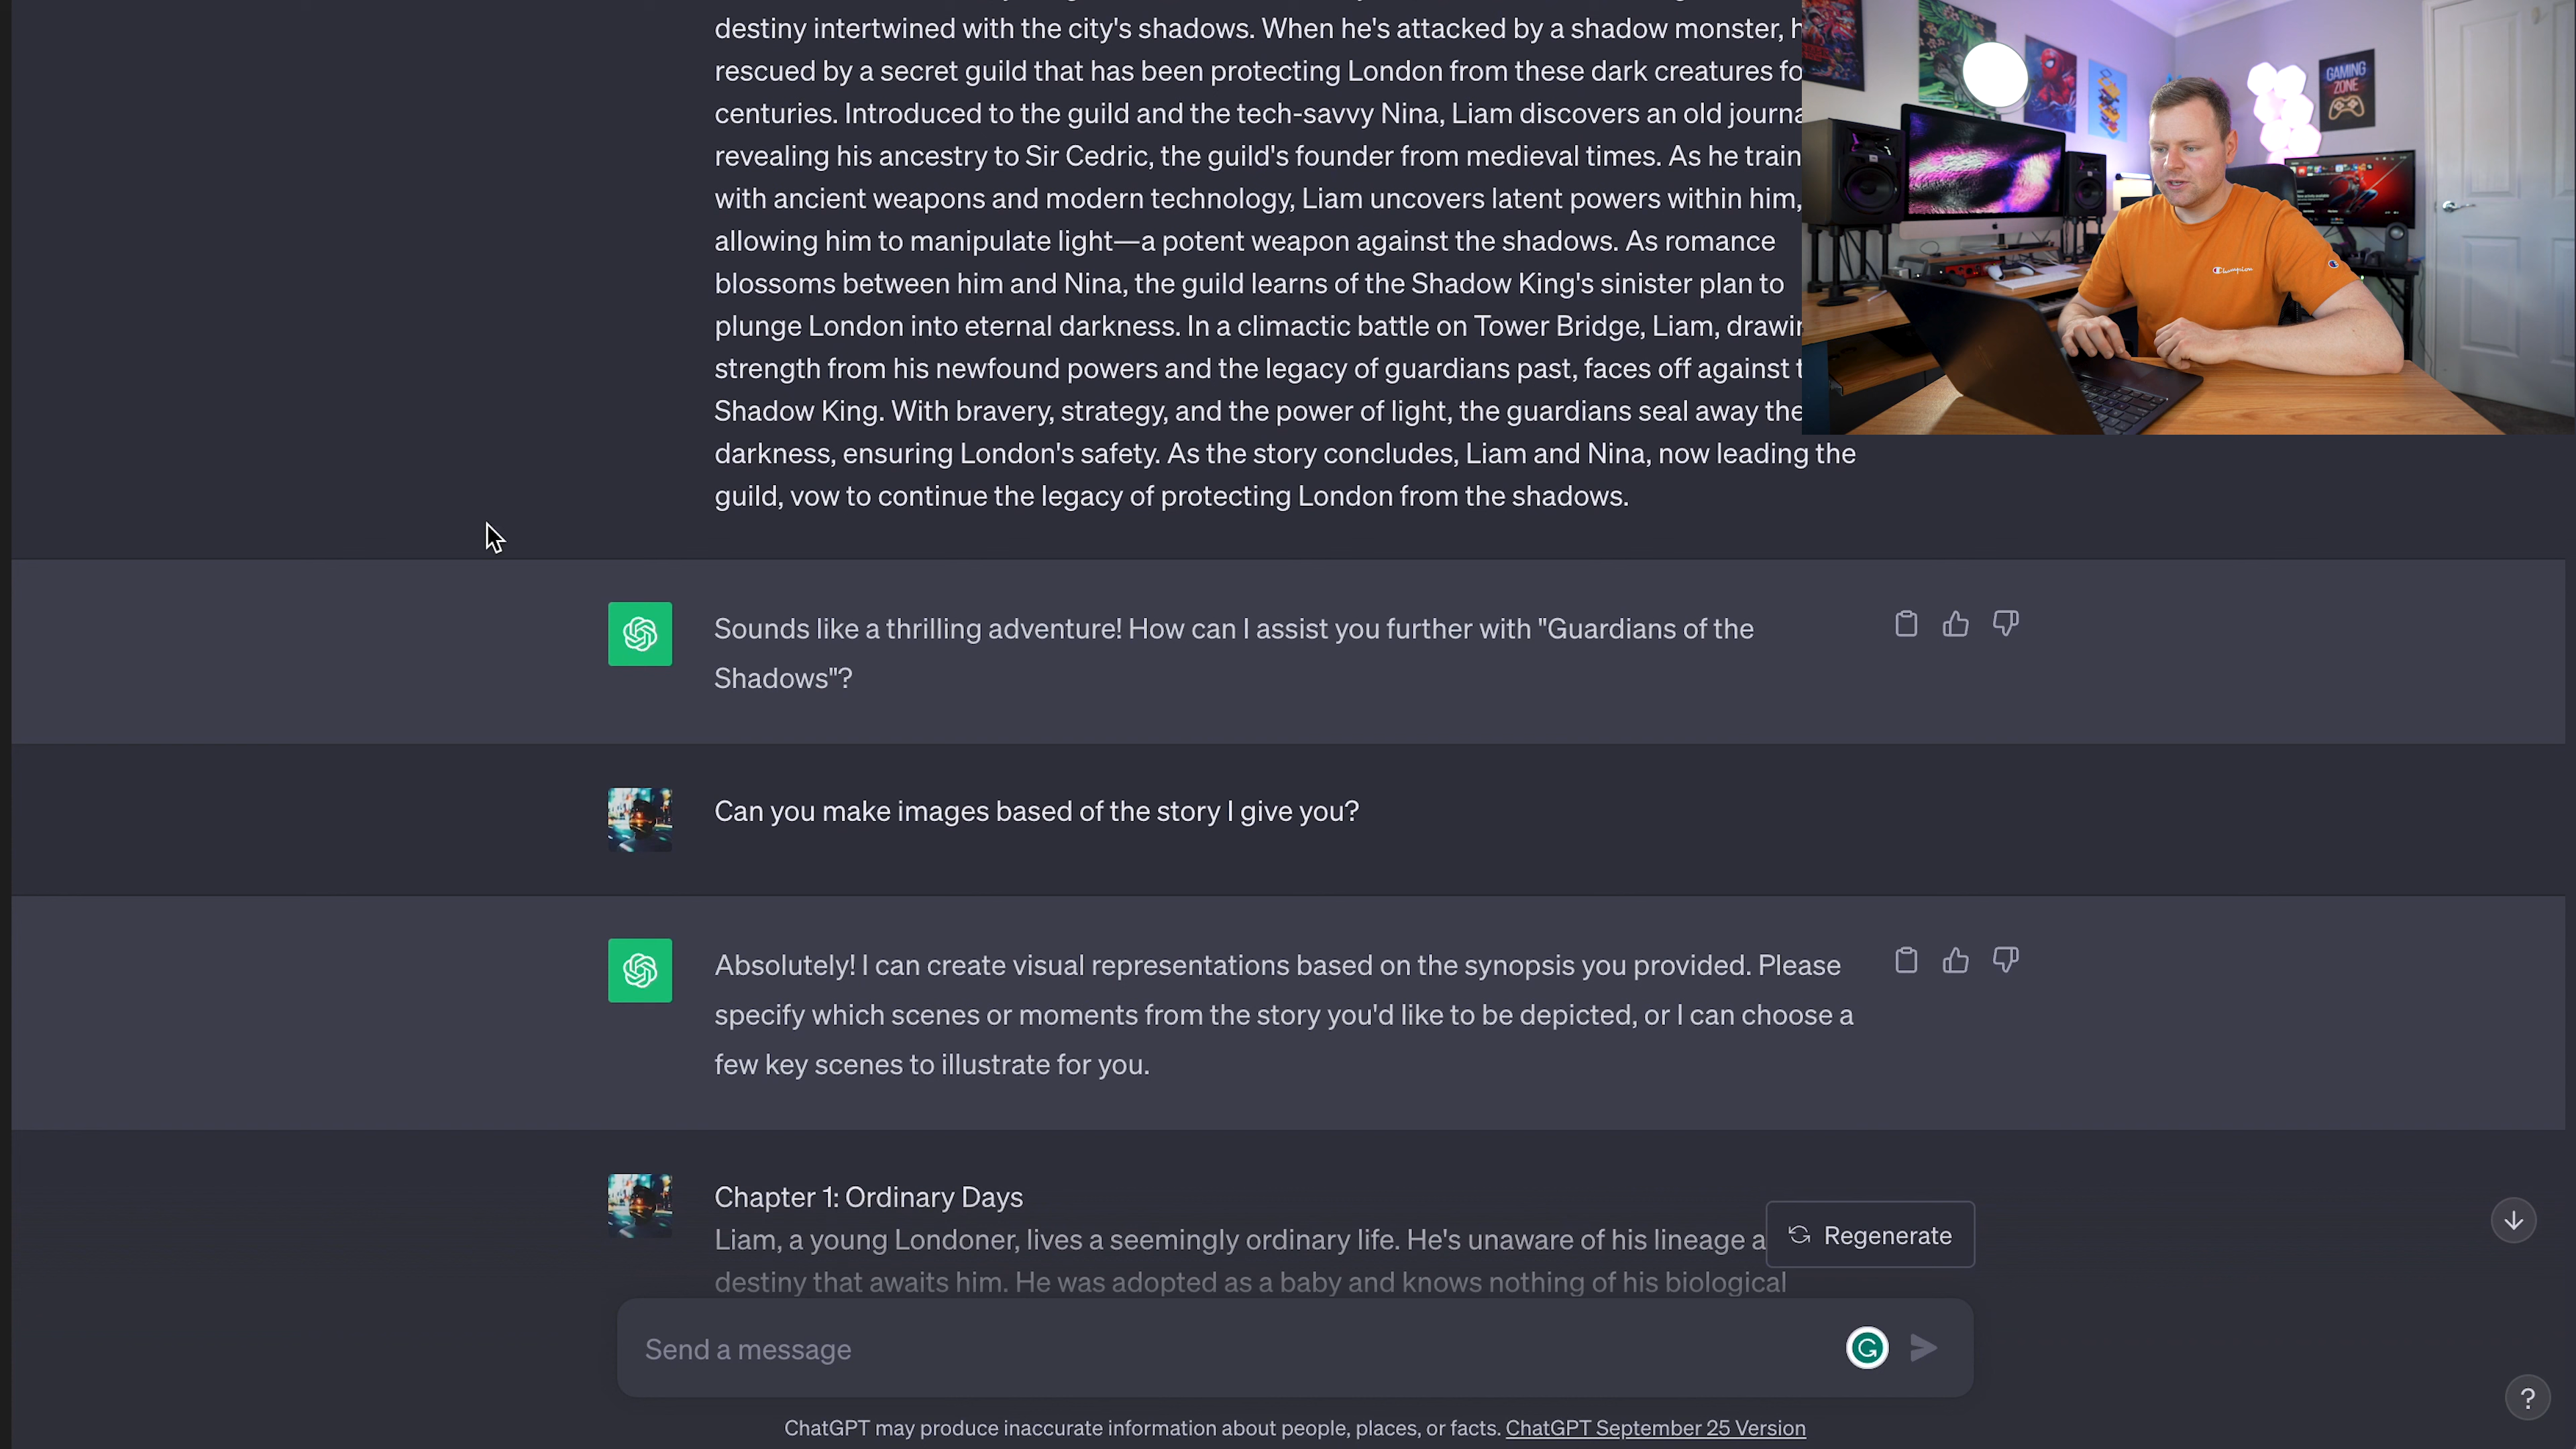 destiny intertwined with the city's shadows. When he's attacked by a shadow monster,
rescued by a secret guild that has been protecting London from these dark creatures
centuries. Introduced to the guild and the tech-savvy Nina, Liam discovers an old
revealing his ancestry to Sir Cedric, the guild's founder from medieval times. As he
with ancient weapons and modern technology, Liam uncovers latent powers within him,
allowing him to manipulate light—a potent weapon against the shadows. As romance
blossoms between him and Nina, the guild learns of the Shadow King's sinister plan to
plunge London into eternal darkness. In a climactic battle on Tower Bridge, Liam,
strength from his newfound powers and the legacy of guardians past, faces off against
Shadow King. With bravery, strategy, and the power of light, the guardians seal away the
darkness, ensuring London's safety. As the story concludes, Liam and Nina, now leading the
guild, vow to continue the legacy of protecting London from the shadows.
GAMING
ZONE
Champion
Sounds like a thrilling adventure! How can I assist you further with "Guardians of the
Shadows"?
Can you make images based of the story I give you?
Absolutely! I can create visual representations based on the synopsis you provided. Please
specify which scenes or moments from the story you'd like to be depicted, or I can choose a
few key scenes to illustrate for you.
Chapter 1: Ordinary Days
Liam, a young Londoner, lives a seemingly ordinary life. He's unaware of his lineage
destiny that awaits him. He was adopted as a baby and knows nothing of his biological
Regenerate
Send a message
ChatGPT may produce inaccurate information about people, places, or facts. ChatGPT September 25 Version
?